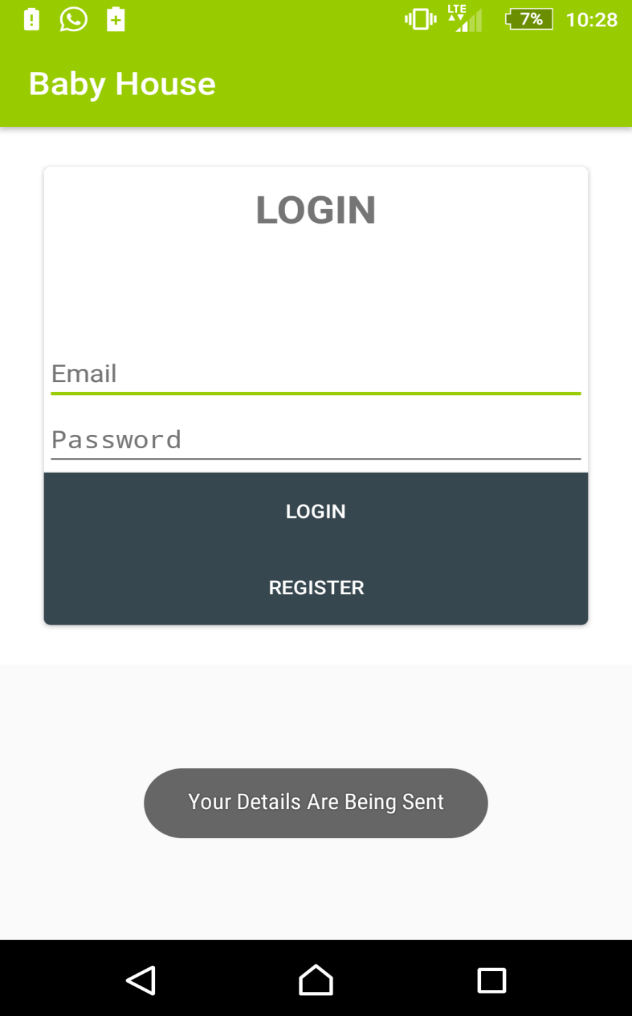 LTE
7%
10:28
Baby House
LOGIN
Email
Password
LOGIN
REGISTER
Your Details Are Being Sent